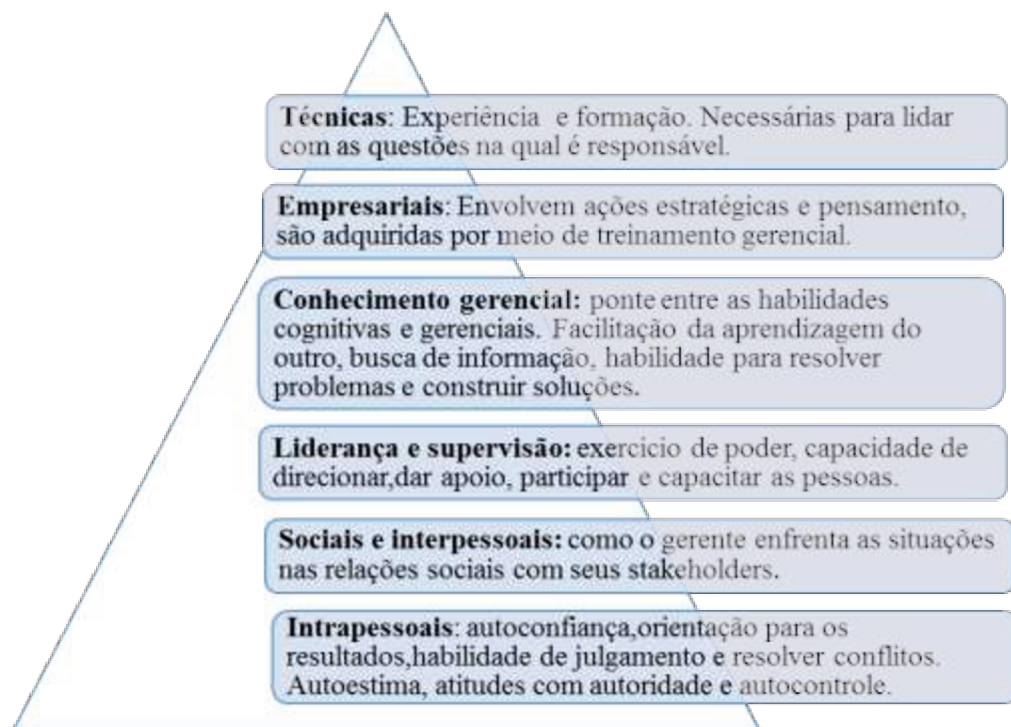 Técnicas: Experiência e formação. Necessárias para lidar
com as questões na qual é responsável.
Empresariais: Envolvem ações estratégicas e pensamento,
são adquiridas por meio de treinamento gerencial.
Conhecimento gerencial: ponte entre as habilidades
cognitivas e gerenciais. Facilitação da aprendizagem do
outro, busca de informação, habilidade para resolver
problemas e construir soluções.
Liderança e supervisão: exercicio de poder, capacidade de
direcionar,dar apoio, participar e capacitar as pessoas.
Sociais e interpessoais: como o gerente enfrenta as situações
nas relações sociais com seus stakeholders.
Intrapessoais: autoconfiança,orientação para os
resultados,habilidade de julgamento e resolver conflitos.
Autoestima, atitudes com autoridade e autocontrole.